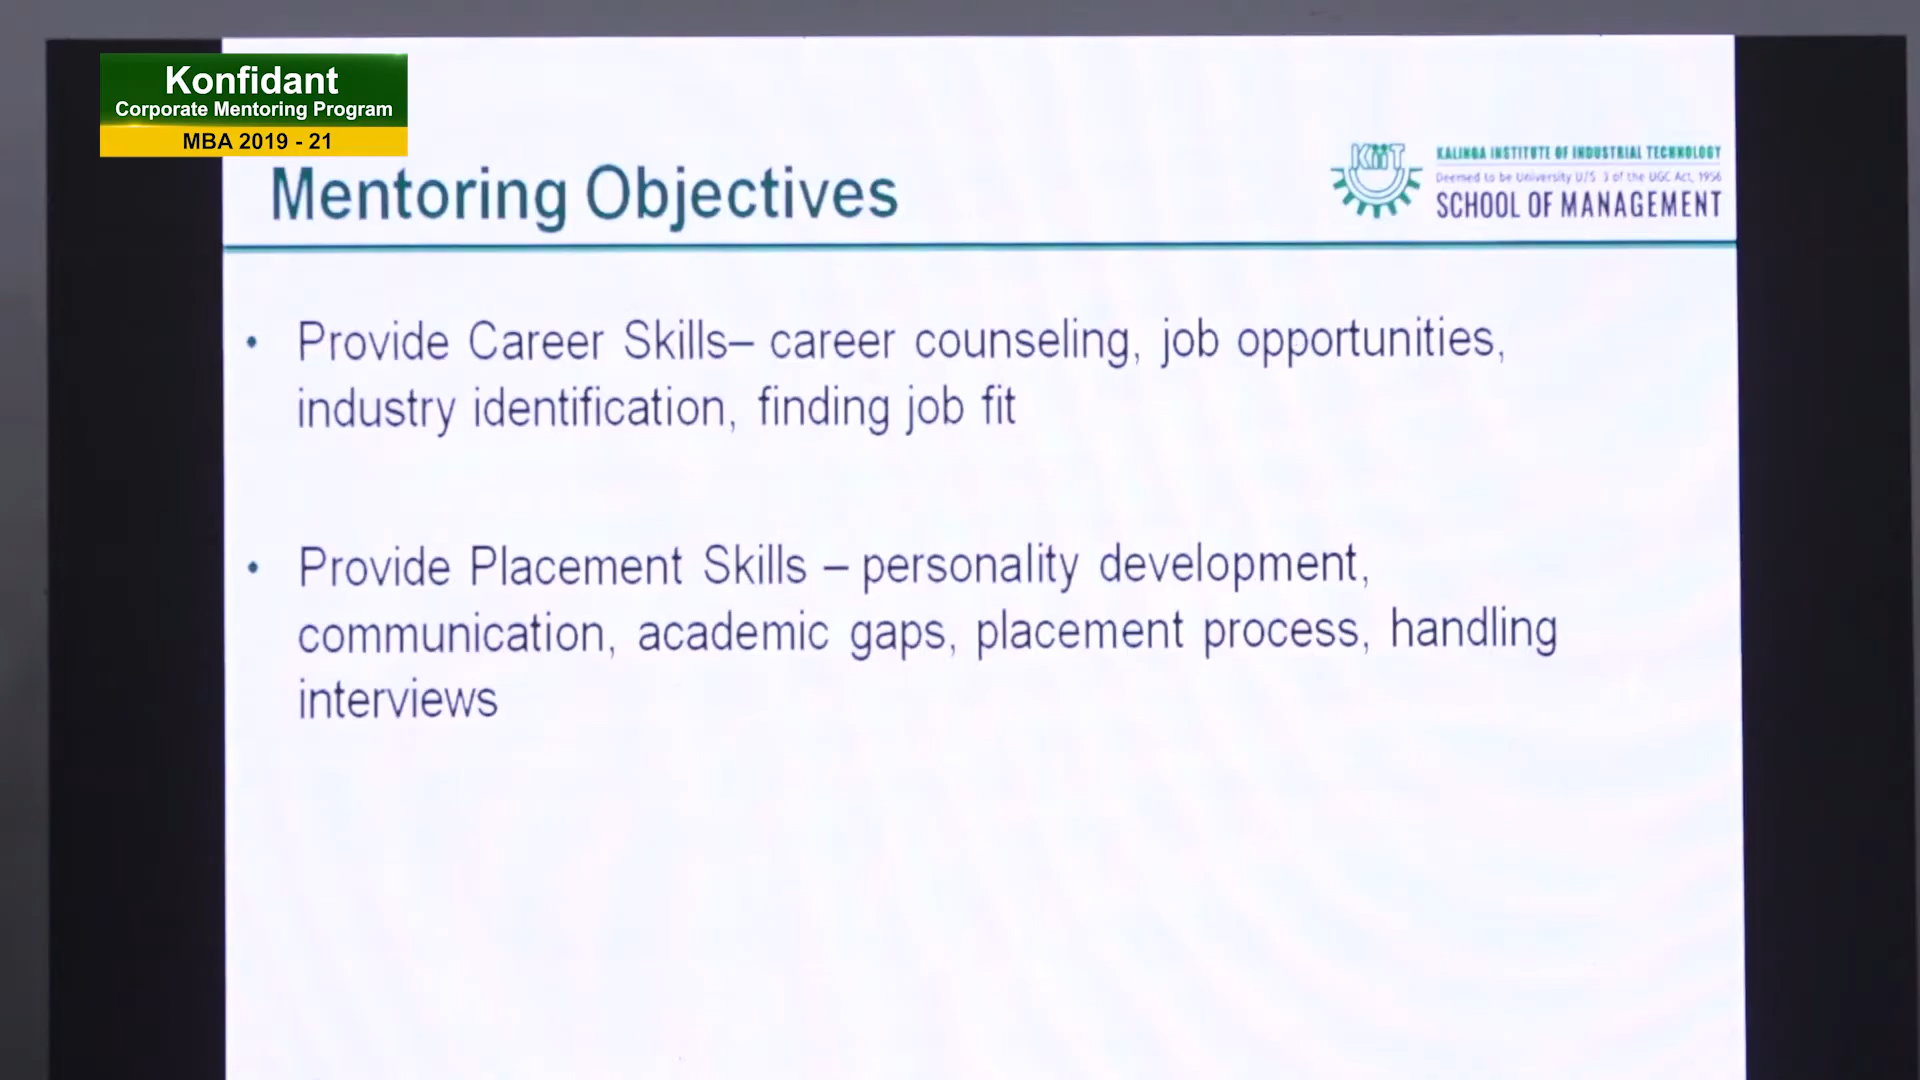 Konfidant
Corporate Mentoring Program
MBA 2019 - 21
Mentoring Objectives
KiiT
KALINGA INSTITUTE OF INDUSTRIAL TECHNOLOGY
Deemed to be University U/S 3 of the UGC Act, 1956
SCHOOL OF MANAGEMENT
• Provide Career Skills– career counseling, job opportunities,
industry identification, finding job fit
• Provide Placement Skills – personality development,
communication, academic gaps, placement process, handling
interviews